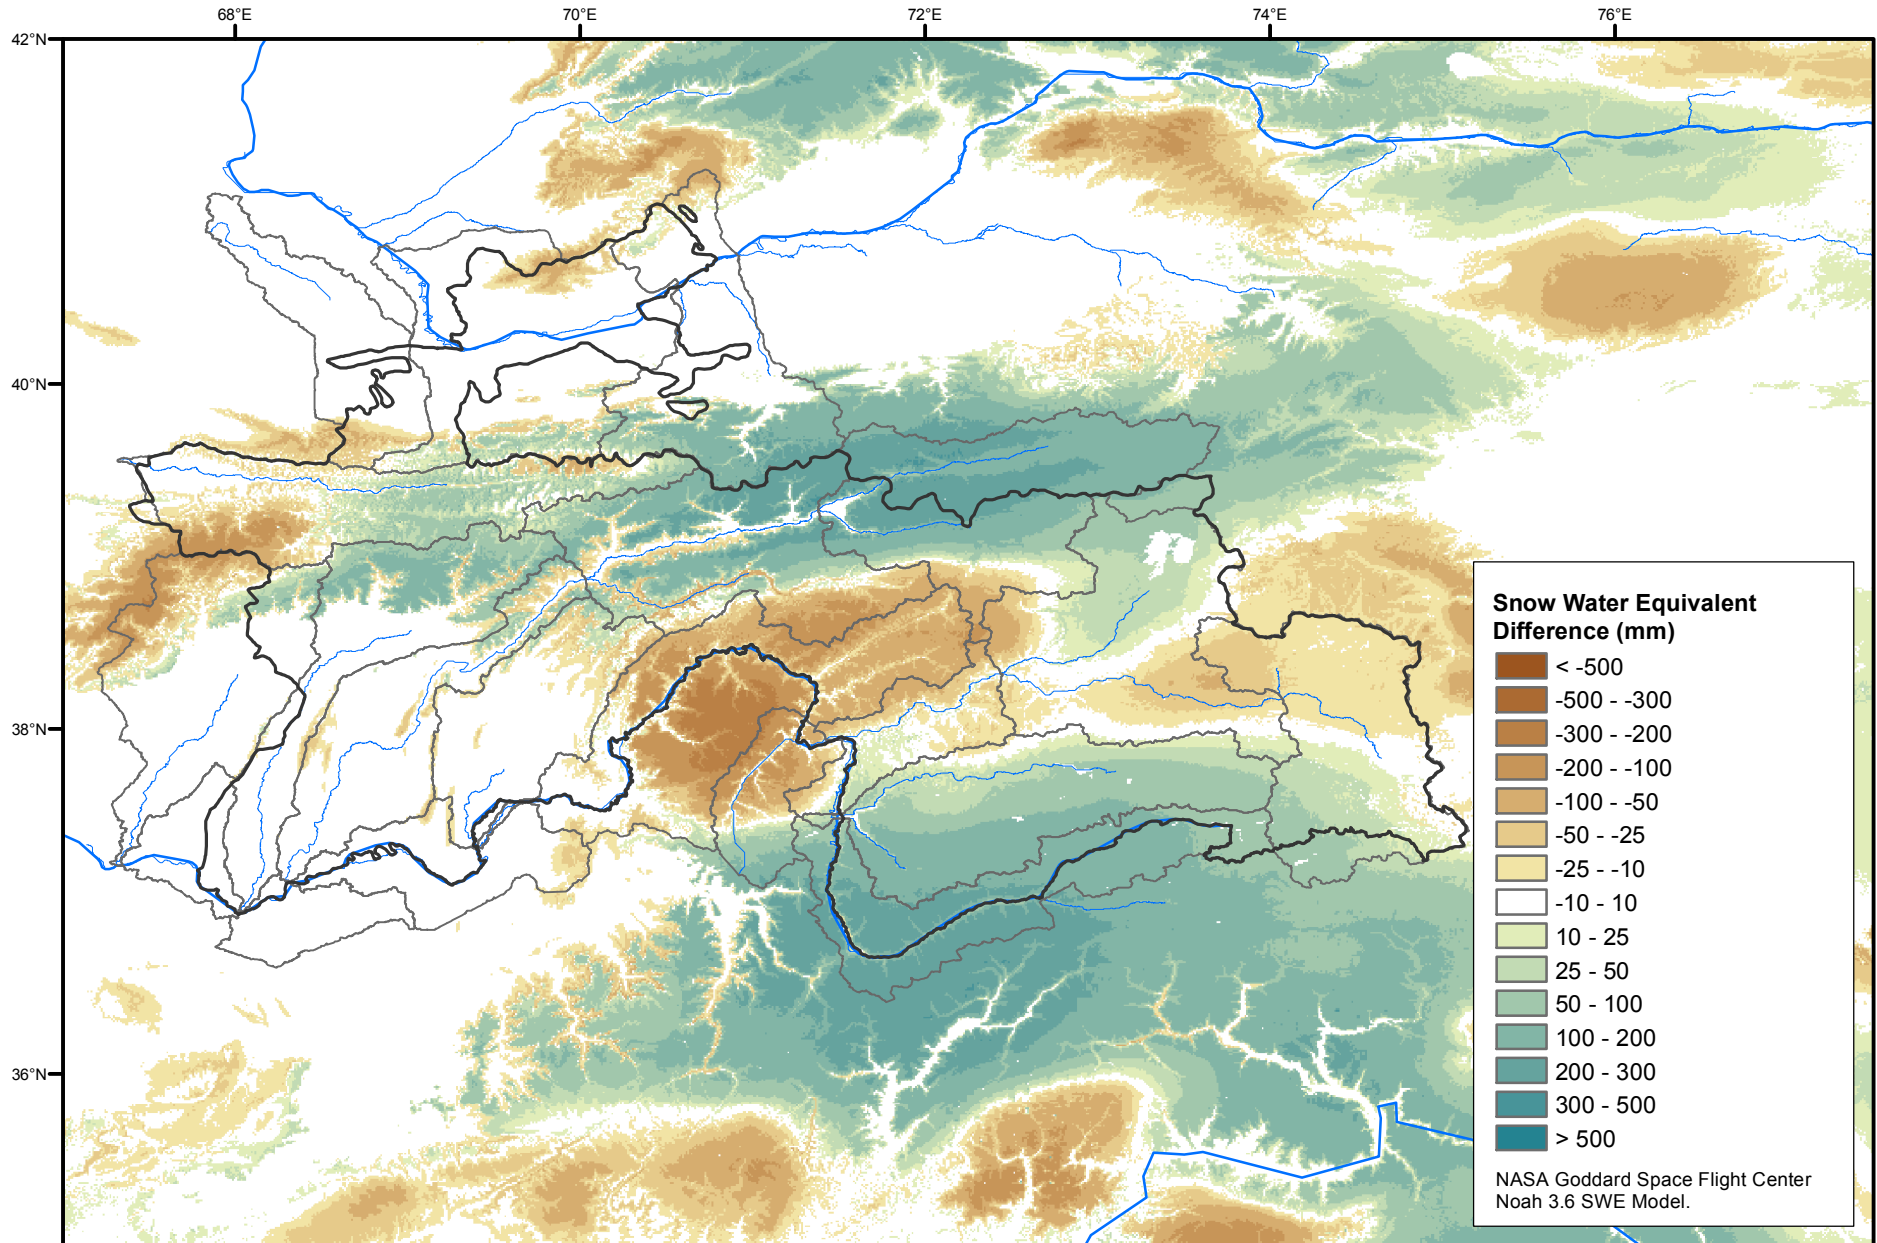 68°E
70°E
72°E
74°E
76°E
42°N
40°N
38°N
36°N
Snow Water Equivalent
Difference (mm)
< -500
-500 - -300
-300 - -200
-200 - -100
-100 - -50
-50 - -25
-25 - -10
-10 - 10
10 - 25
25 - 50
50 - 100
100 - 200
200 - 300
300 - 500
> 500
NASA Goddard Space Flight Center
Noah 3.6 SWE Model.